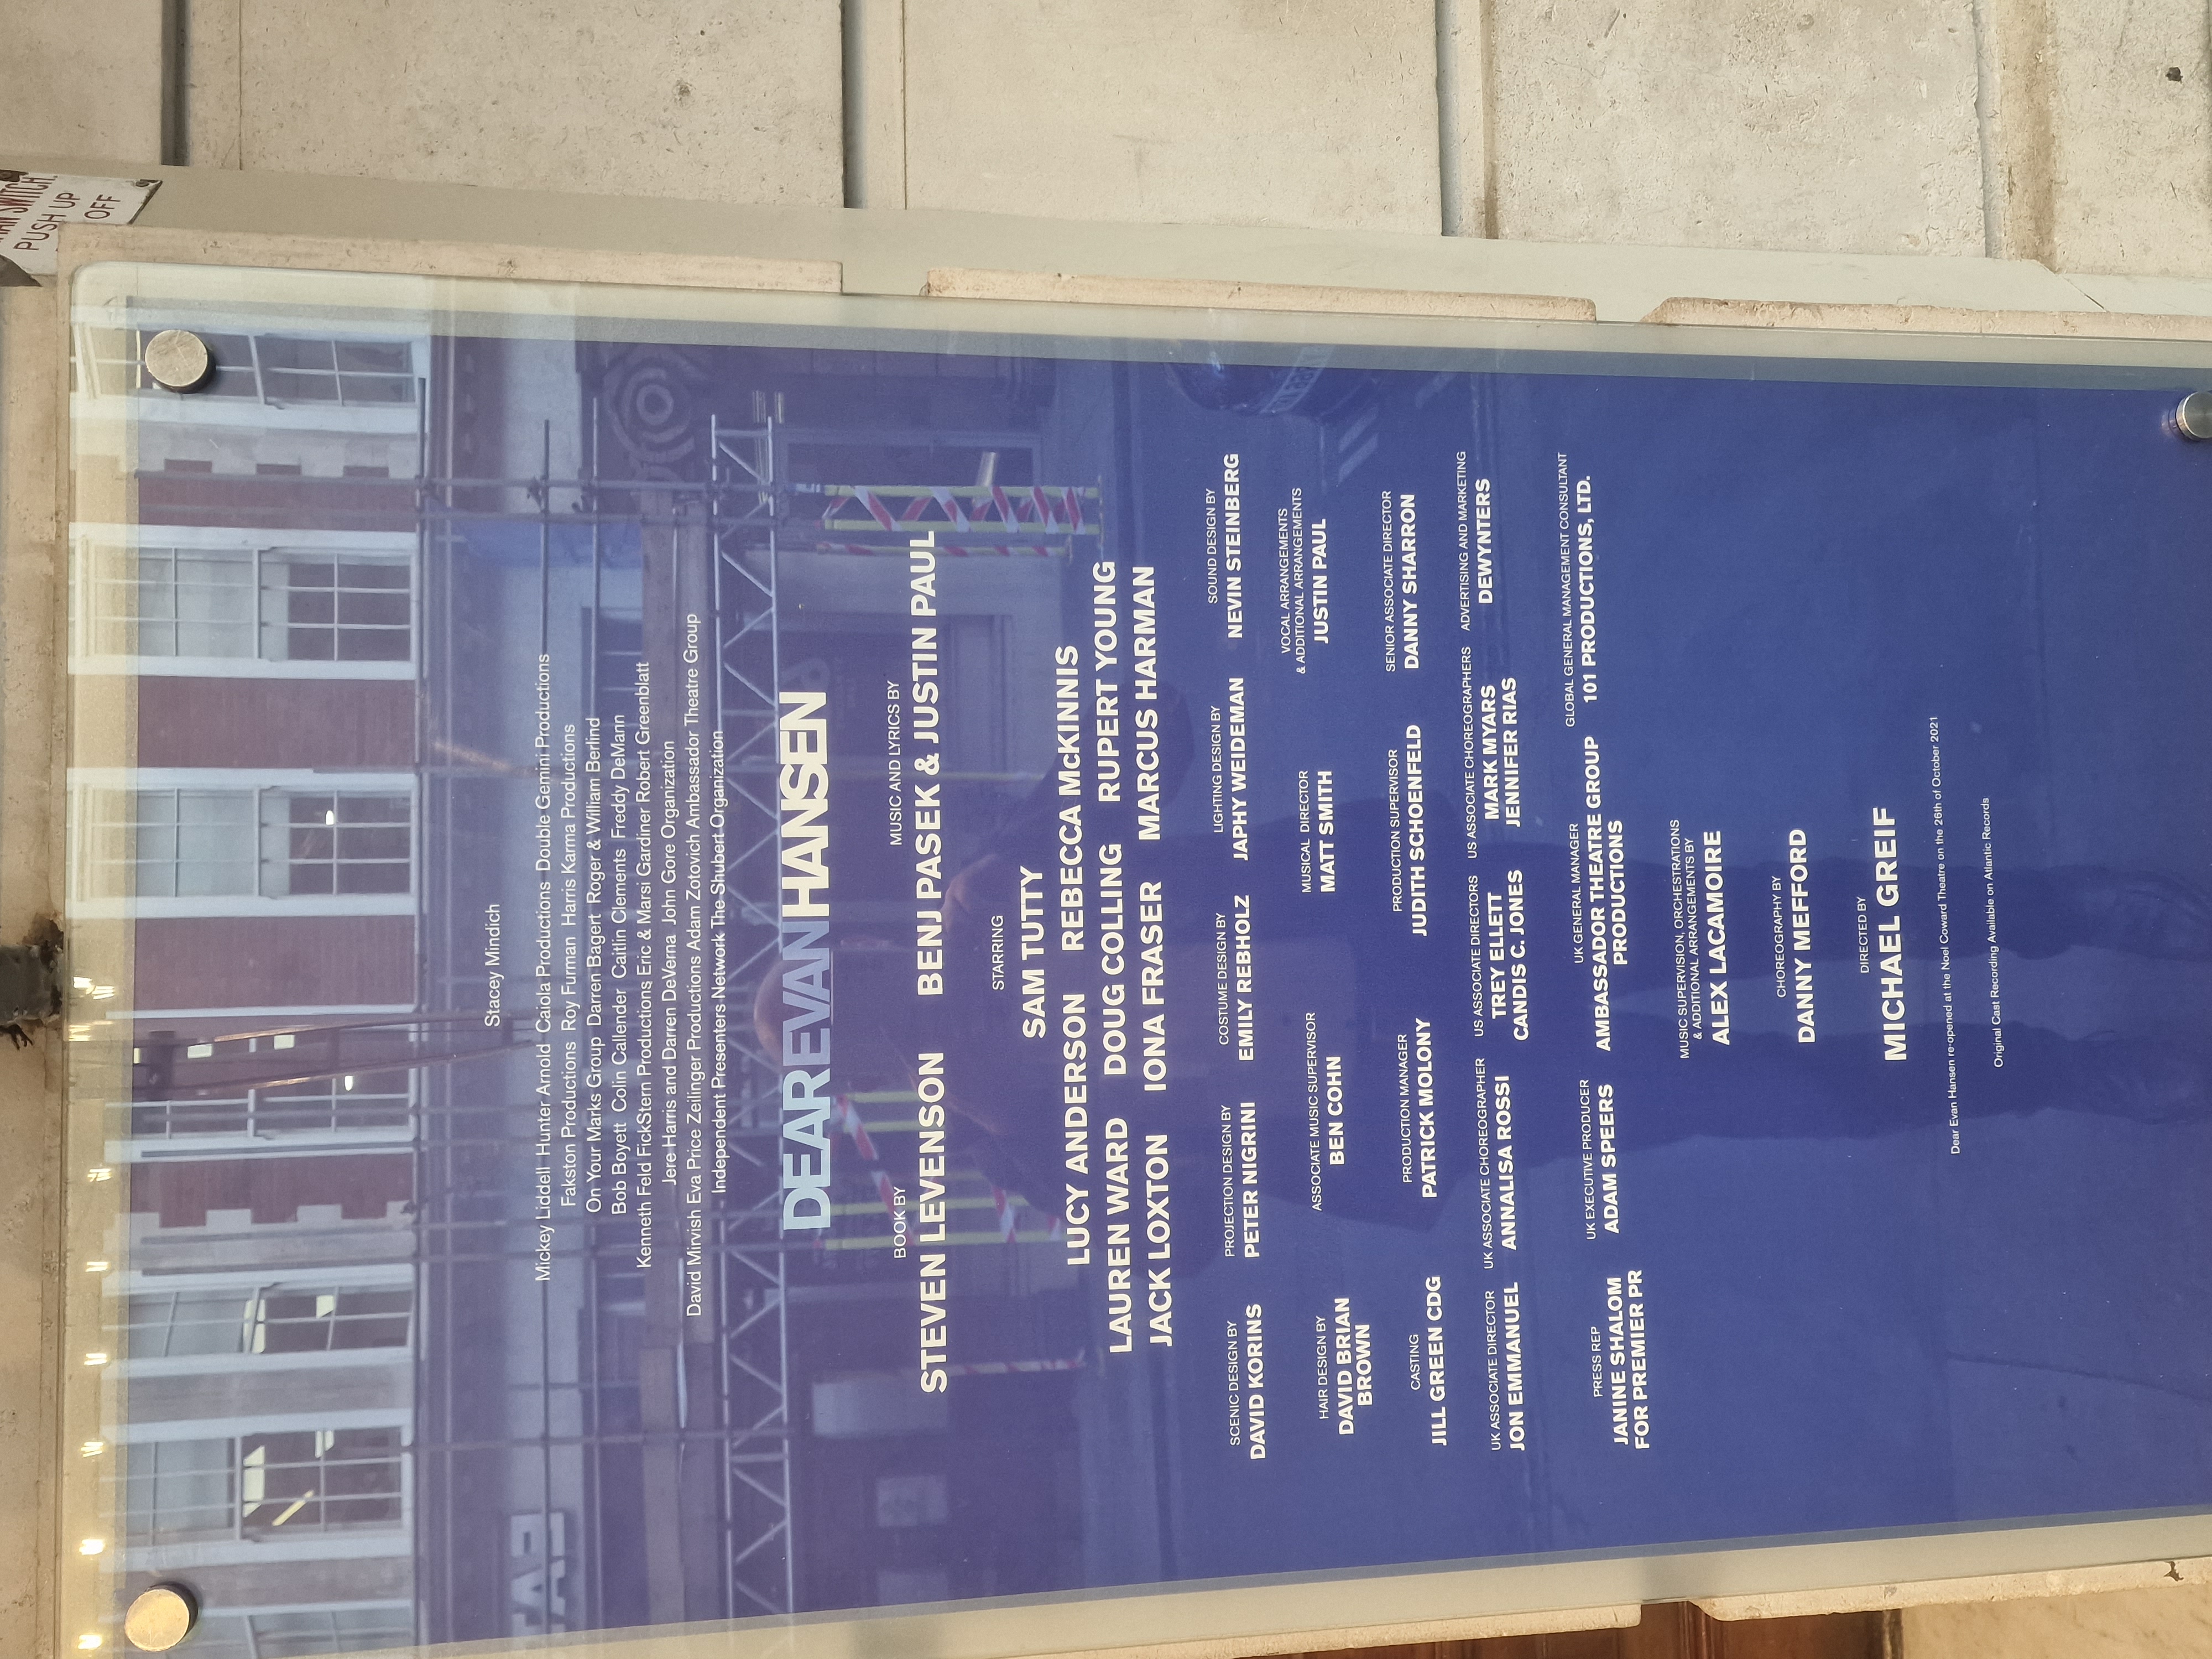 PUSH UP
OFF
Stacey Mindich
Mickey Liddell Hunter Arnold Caiola Productions Double Gemini Productions
Fakston Productions Roy Furman Harris Karma Productions
On Your Marks Group Darren Bagert Roger & William Berlind
Bob Boyett Colin Callender Caitlin Clements Freddy DeMann
Kenneth Feld FickStern Productions Eric & Marsi Gardiner Robert Greenblatt
Jere Harris and Darren DeVerna John Gore Organization
David Mirvish Eva Price Zeilinger Productions Adam Zotovich Ambassador Theatre Group
Independent Presenters Network The Shubert Organization
DEAR EVAN HANSEN
BOOK BY MUSIC AND LYRICS BY
STEVEN LEVENSON BENJ PASEK & JUSTIN PAUL
STARRING
SAM TUTTY
LUCY ANDERSON REBECCA McKINNIS
LAUREN WARD DOUG COLLING RUPERT YOUNG
JACK LOXTON IONA FRASER MARCUS HARMAN
SCENIC DESIGN BY PROJECTION DESIGN BY COSTUME DESIGN BY LIGHTING DESIGN BY SOUND DESIGN BY
DAVID KORINS PETER NIGRINI EMILY REBHOLZ JAPHY WEIDEMAN NEVIN STEINBERG
HAIR DESIGN BY
DAVID BRIAN
BROWN
ASSOCIATE MUSIC SUPERVISOR
BEN COHN
MUSICAL DIRECTOR
MATT SMITH
VOCAL ARRANGEMENTS
& ADDITIONAL ARRANGEMENTS
JUSTIN PAUL
CASTING
JILL GREEN CDG
PRODUCTION MANAGER
PATRICK MOLONY
PRODUCTION SUPERVISOR
JUDITH SCHOENFELD
SENIOR ASSOCIATE DIRECTOR
DANNY SHARRON
UK ASSOCIATE DIRECTOR
JON EMMANUEL
UK ASSOCIATE CHOREOGRAPHER
ANNALISA ROSSI
US ASSOCIATE DIRECTORS
TREY ELLETT
CANDIS C. JONES
US ASSOCIATE CHOREOGRAPHERS
MARK MYARS
JENNIFER RIAS
ADVERTISING AND MARKETING
DEWYNTERS
PRESS REP
JANINE SHALOM
FOR PREMIER PR
UK EXECUTIVE PRODUCER
ADAM SPEERS
UK GENERAL MANAGER
AMBASSADOR THEATRE GROUP
PRODUCTIONS
GLOBAL GENERAL MANAGEMENT CONSULTANT
101 PRODUCTIONS, LTD.
MUSIC SUPERVISION, ORCHESTRATIONS
& ADDITIONAL ARRANGEMENTS BY
ALEX LACAMOIRE
CHOREOGRAPHY BY
DANNY MEFFORD
DIRECTED BY
MICHAEL GREIF
Dear Evan Hansen re-opened at the Noel Coward Theatre on the 26th of October 2021
Original Cast Recording Available on Atlantic Records